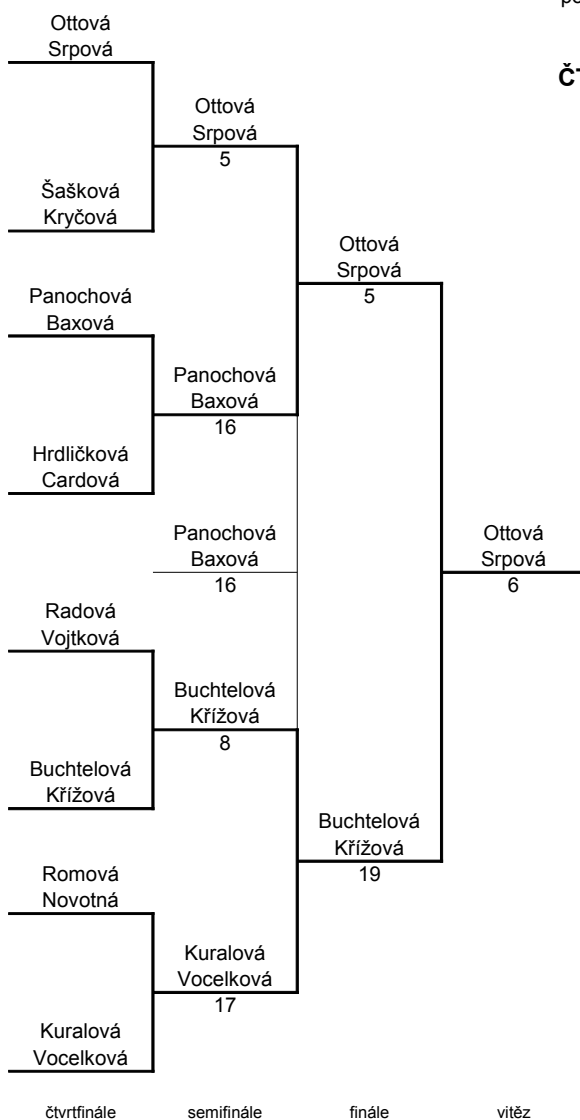 Ottová
Srpová
Ottová
Srpová
5
Šašková
Kryčová
Ottová
Srpová
5
Panochová
Baxová
Panochová
Baxová
16
Hrdličková
Cardová
Panochová
Baxová
16
Ottová
Srpová
6
Radová
Vojtková
Buchtelová
Křížová
8
Buchtelová
Křížová
Buchtelová
Křížová
19
Romová
Novotná
Kuralová
Vocelková
17
Kuralová
Vocelková
čtvrtfinále semifinále finále vitěz